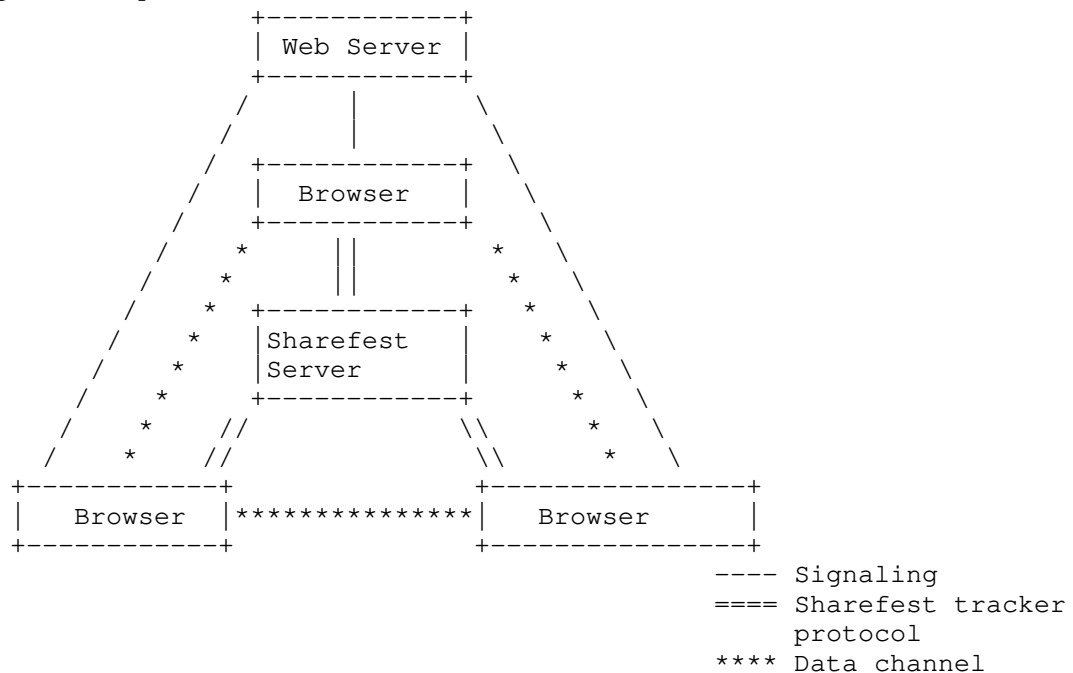 Web Server
Browser
Sharefest
Server
Browser
Browser
---- Signaling
==== Sharefest tracker
protocol
**** Data channel